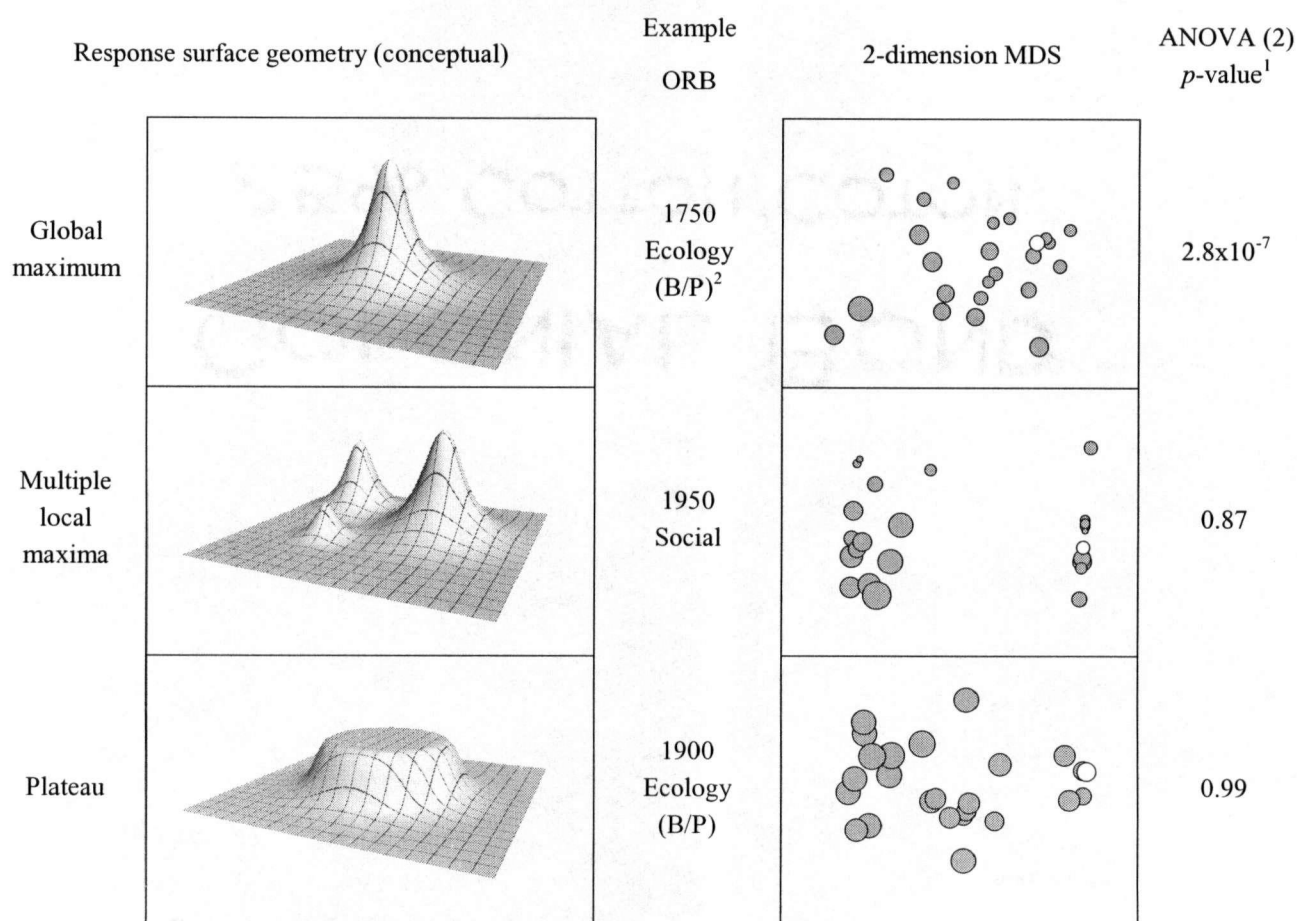 Response surface geometry (conceptual)
Example
ORB
2-dimension MDS
ANOVA (2)
p-value¹
Global
maximum
1750
Ecology
(B/P)²
2.8x10⁻⁷
Multiple
local
maxima
1950
Social
0.87
Plateau
1900
Ecology
(B/P)
0.99